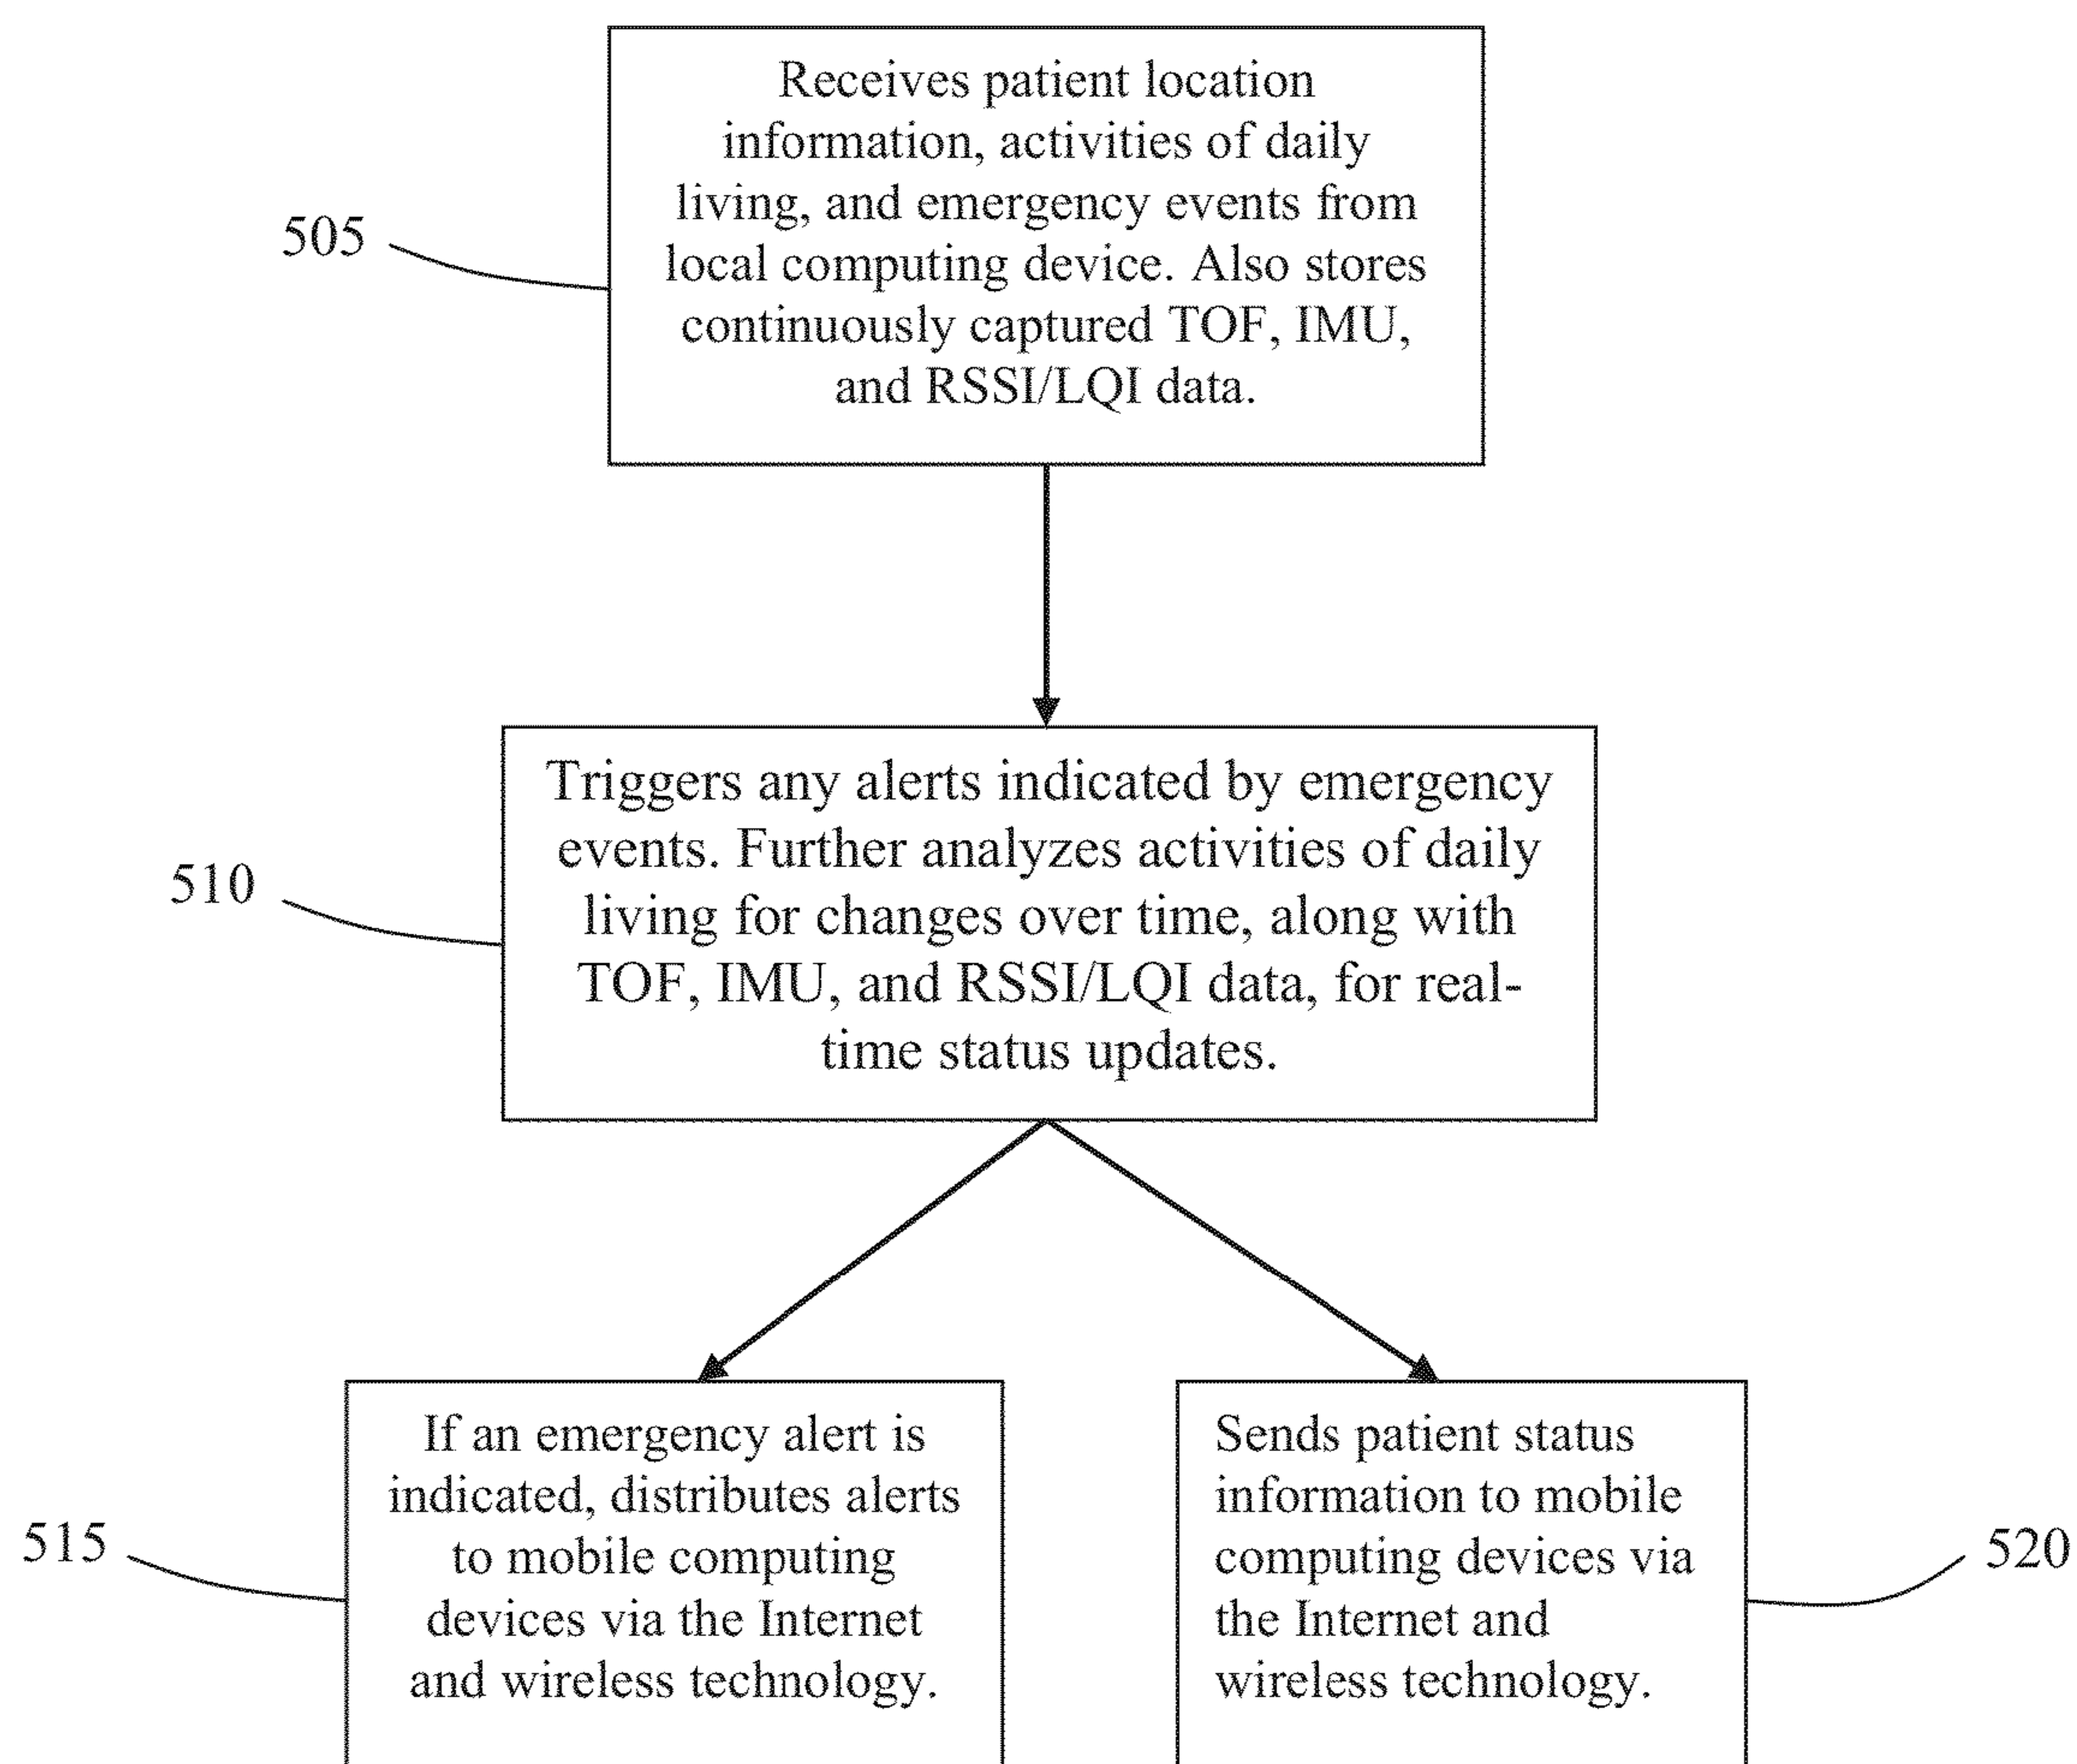 Receives patient location
information, activities of daily
living, and emergency events from
local computing device. Also stores
continuously captured TOF, IMU,
and RSSI/LQI data.
505
Triggers any alerts indicated by emergency
events. Further analyzes activities of daily
living for changes over time, along with
TOF, IMU, and RSSI/LQI data, for real-
time status updates.
510
If an emergency alert is
indicated, distributes alerts
to mobile computing
devices via the Internet
and wireless technology.
515
Sends patient status
information to mobile
computing devices via
the Internet and
wireless technology.
520